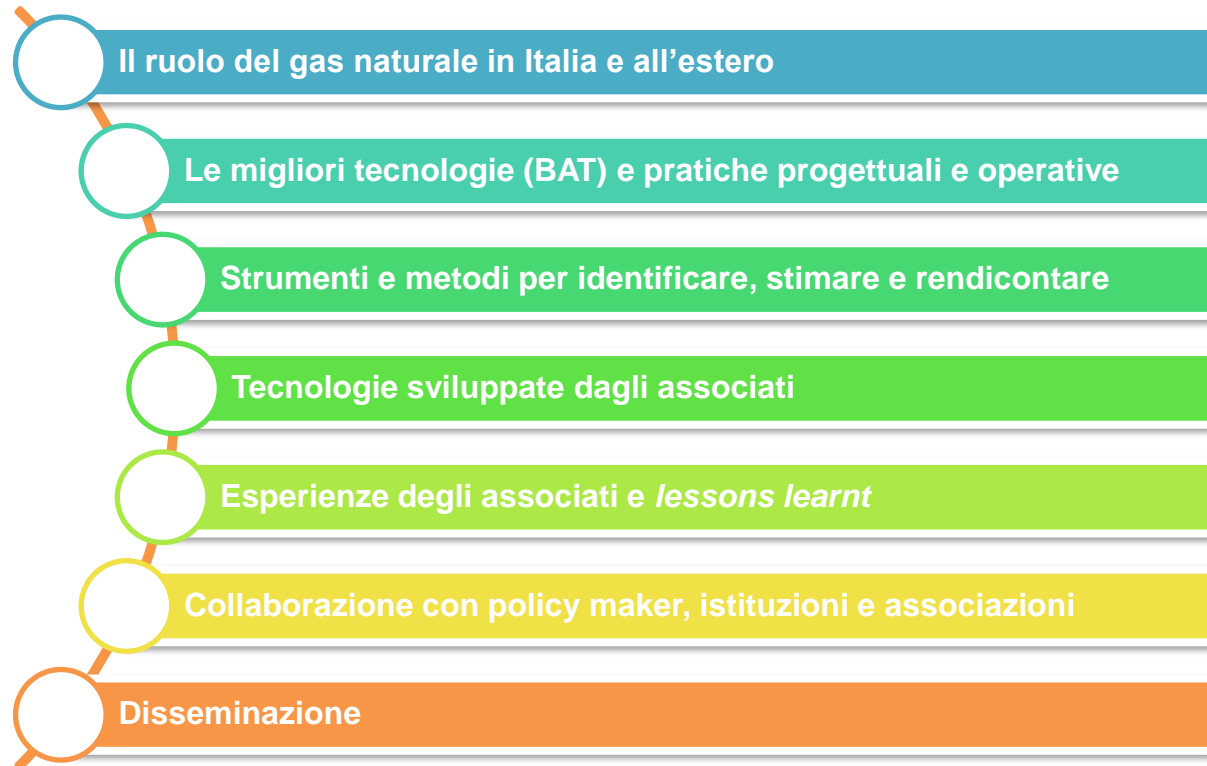 Il ruolo del gas naturale in Italia e all’estero
Le migliori tecnologie (BAT) e pratiche progettuali e operative
Strumenti e metodi per identificare, stimare e rendicontare
Tecnologie sviluppate dagli associati
Esperienze degli associati e lessons learnt
Collaborazione con policy maker, istituzioni e associazioni
Disseminazione